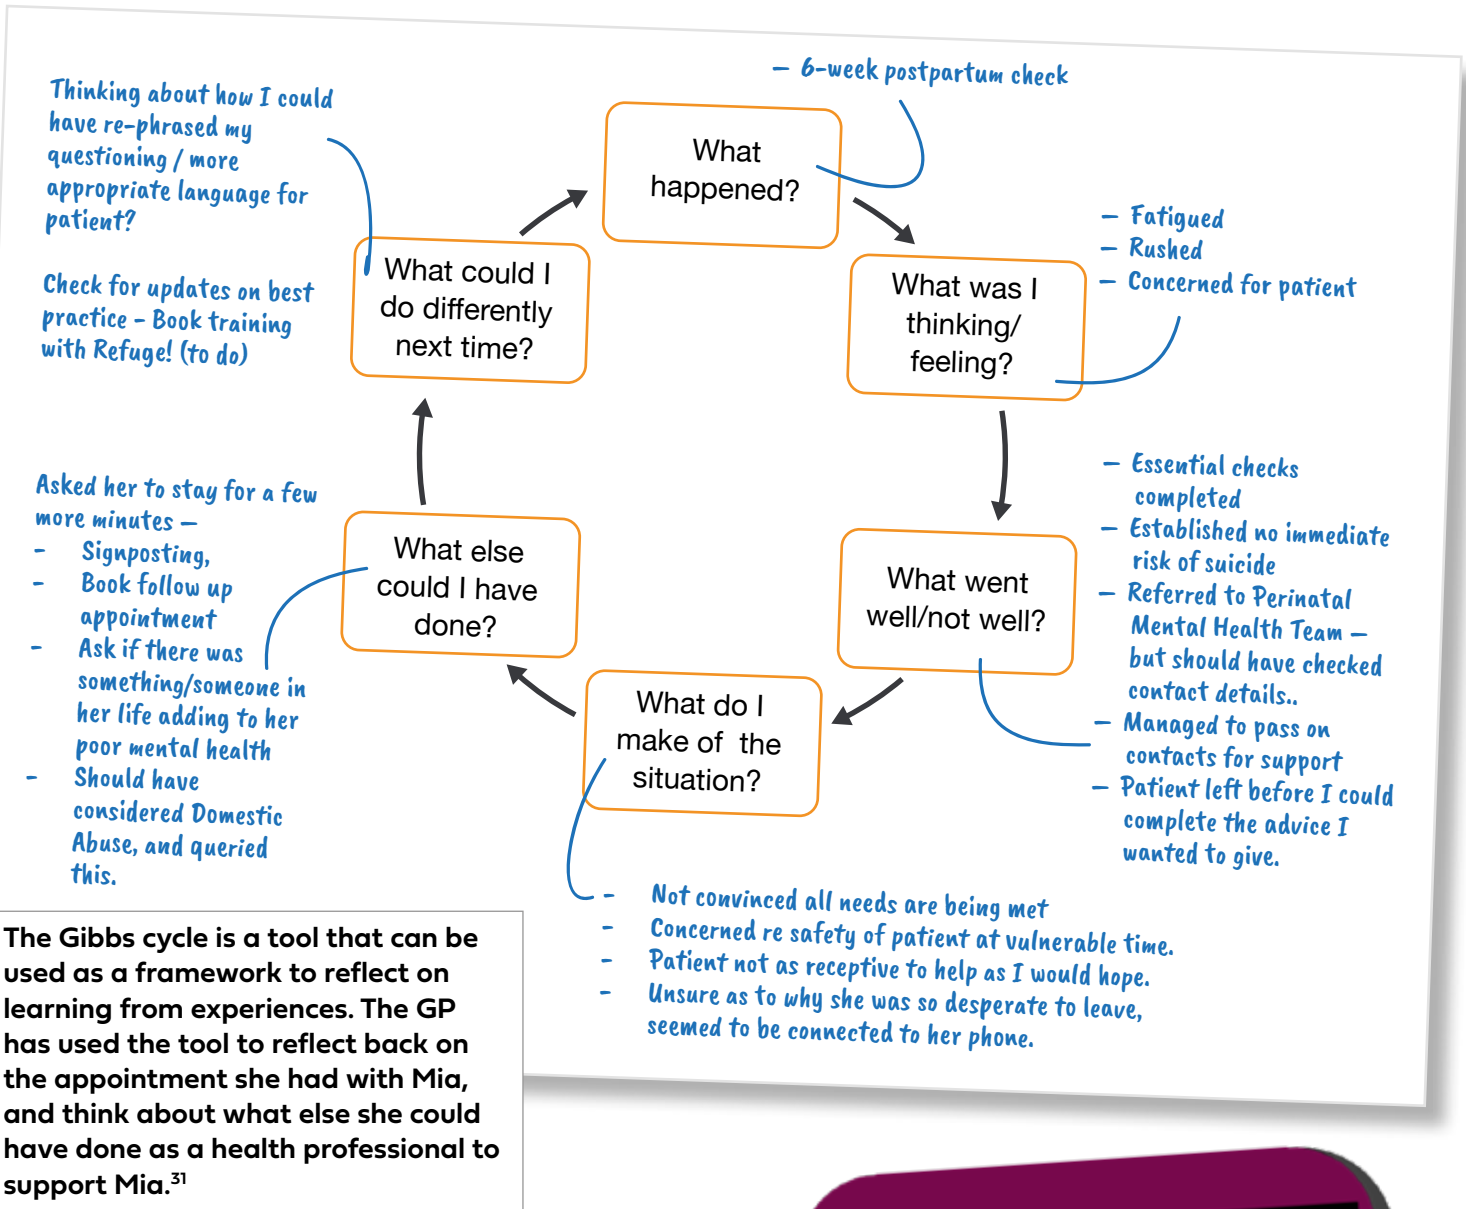 — 6-week postpartum check
What
happened?
— Fatigued
— Rushed
— Concerned for patient
What was I
thinking/
feeling?
— Essential checks
completed
— Established no immediate
risk of suicide
— Referred to Perinatal
Mental Health Team —
but should have checked
contact details..
— Managed to pass on
contacts for support
— Patient left before I could
complete the advice I
wanted to give.
What went
well/not well?
What do I
make of the
situation?
- Not convinced all needs are being met
- Concerned re safety of patient at vulnerable time.
- Patient not as receptive to help as I would hope.
- Unsure as to why she was so desperate to leave,
seemed to be connected to her phone.
What else
could I have
done?
Asked her to stay for a few
more minutes —
- Signposting,
- Book follow up
appointment
- Ask if there was
something/someone in
her life adding to her
poor mental health
- Should have
considered Domestic
Abuse, and queried
this.
What could I
do differently
next time?
Thinking about how I could
have re-phrased my
questioning / more
appropriate language for
patient?
Check for updates on best
practice - Book training
with Refuge! (to do)
The Gibbs cycle is a tool that can be
used as a framework to reflect on
learning from experiences. The GP
has used the tool to reflect back on
the appointment she had with Mia,
and think about what else she could
have done as a health professional to
support Mia.³¹